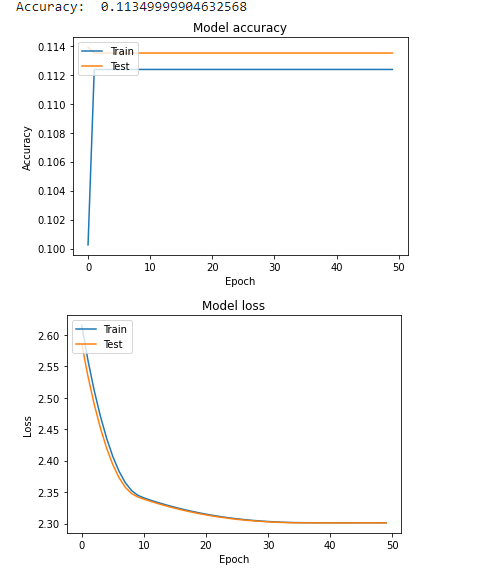 Accuracy:  0.11349999904632568
Model accuracy
0.114
0.112
0.110
0.108
0.106
0.104
0.102
0.100
Accuracy
Train
Test
0 10 20 30 40 50
Epoch
Model loss
2.60
2.55
2.50
2.45
2.40
2.35
2.30
Loss
Train
Test
0 10 20 30 40 50
Epoch